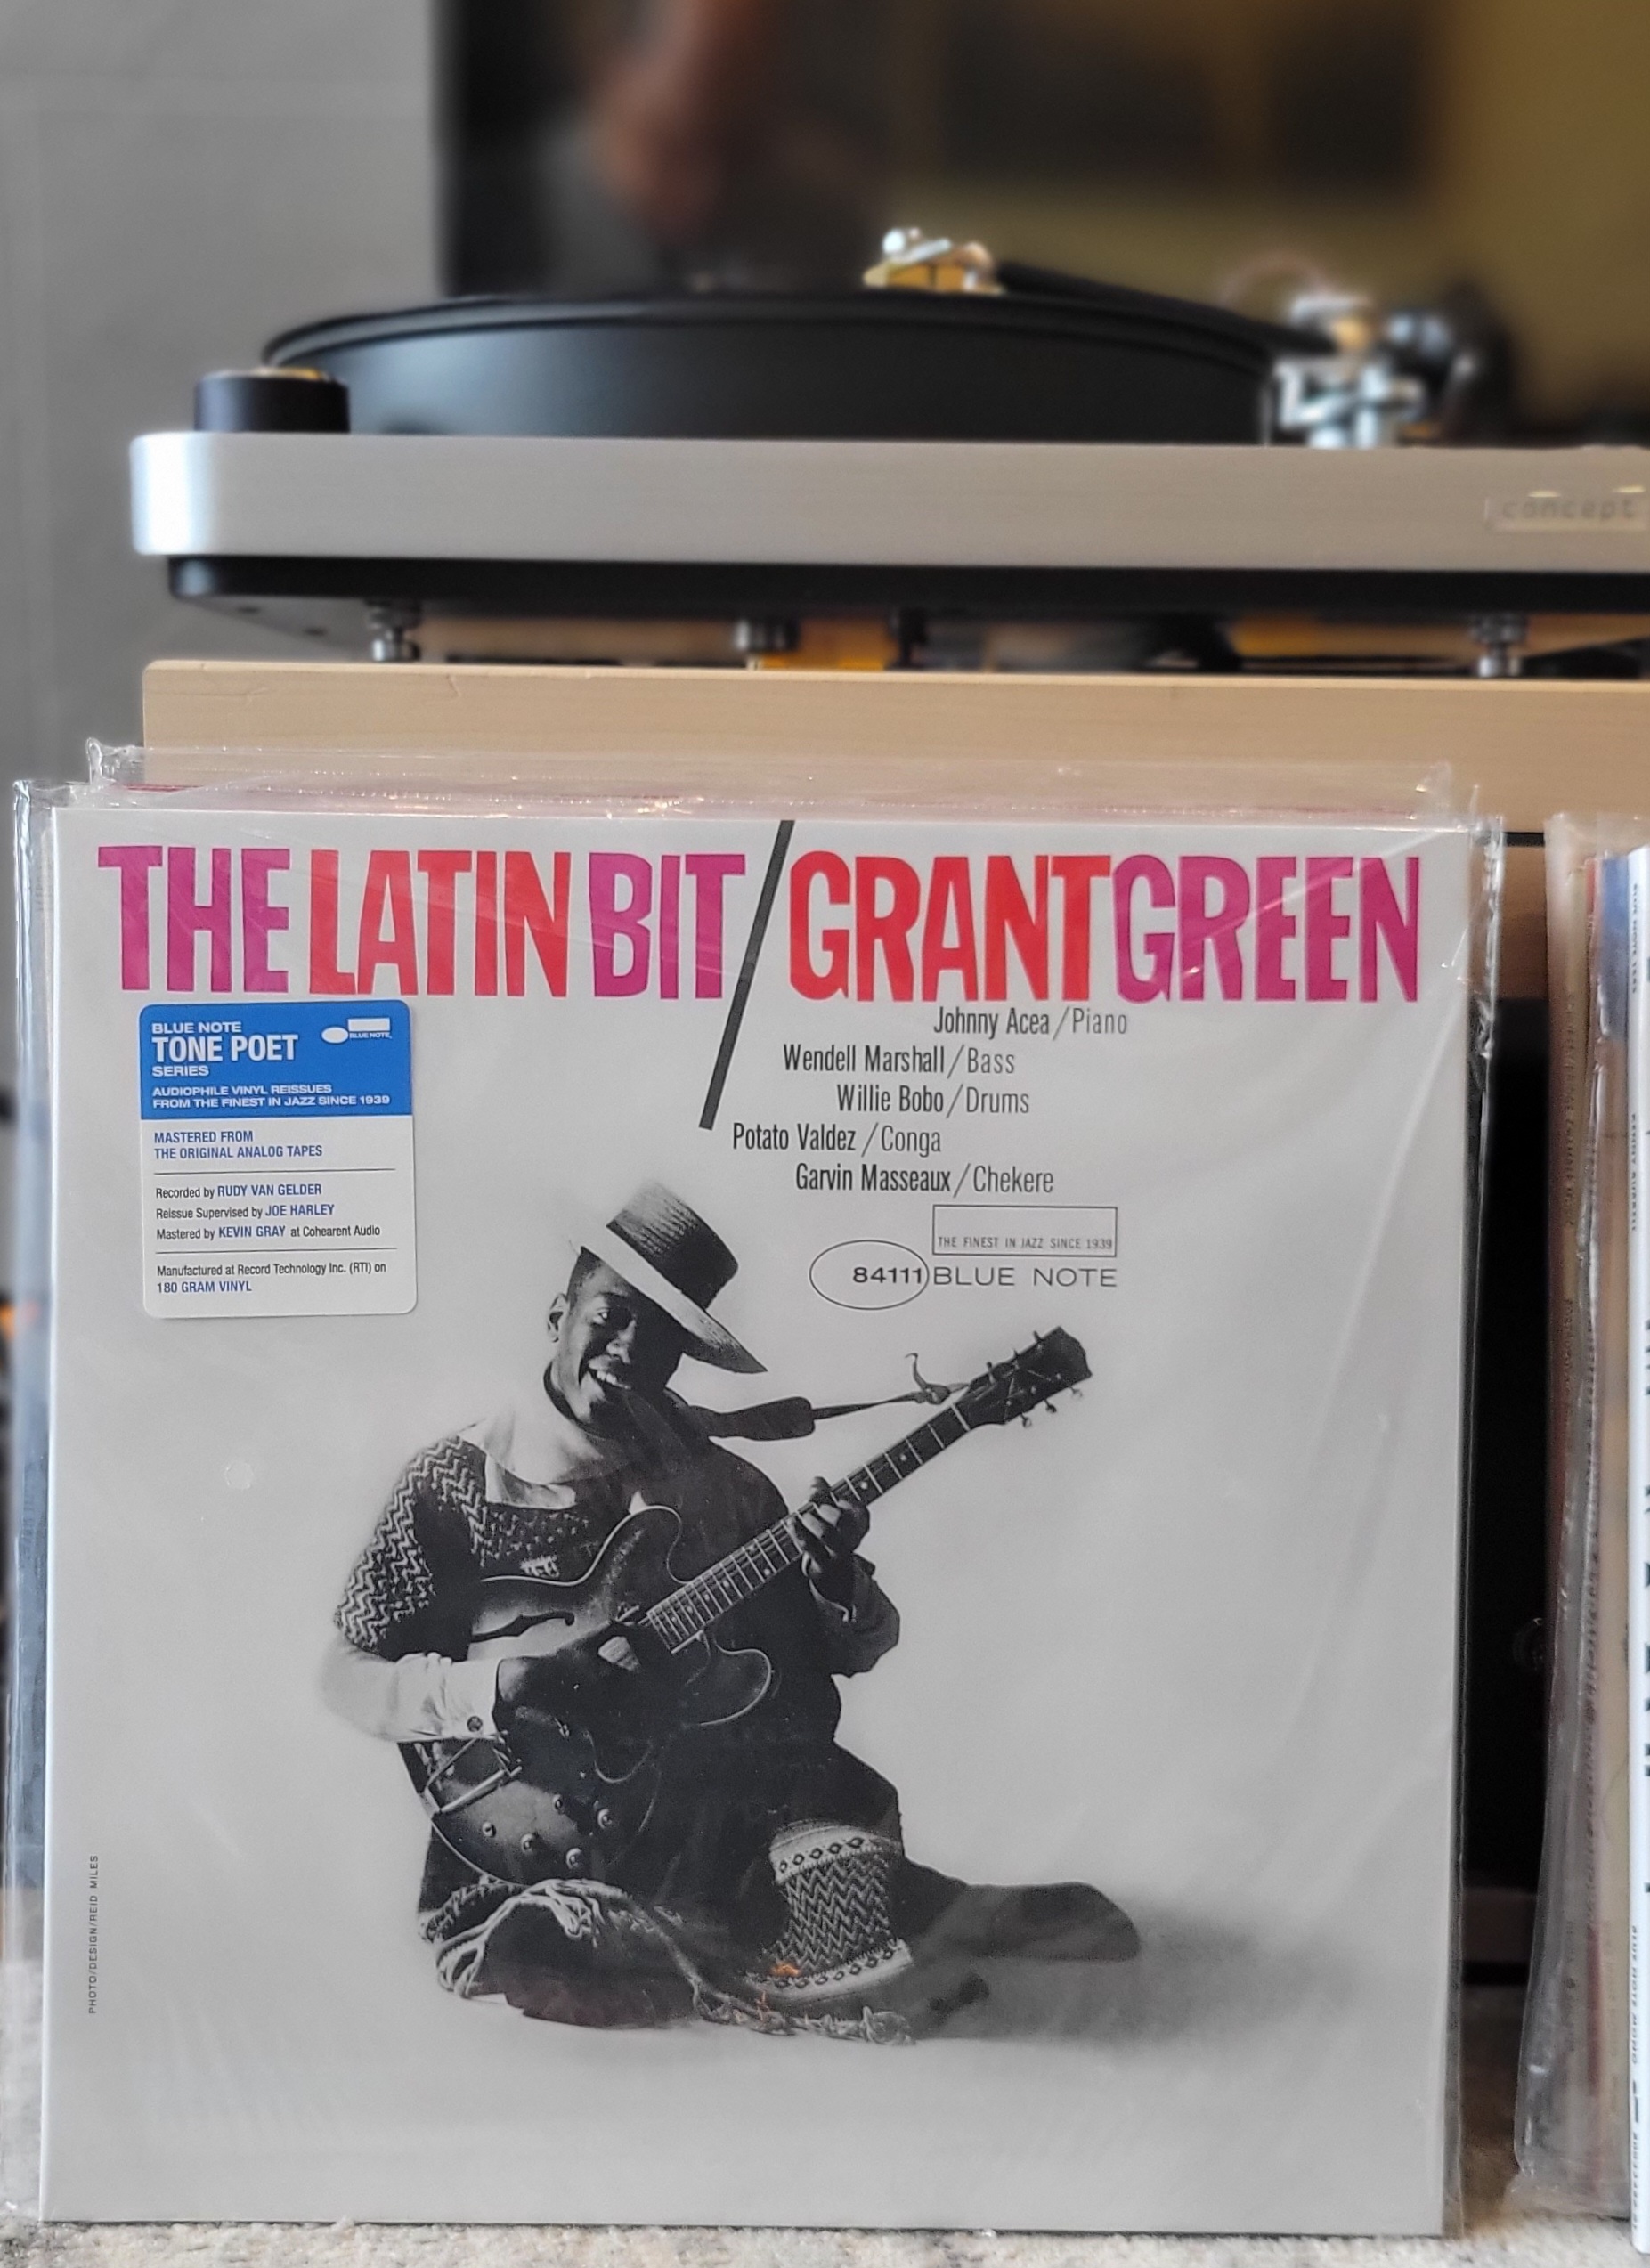 concept
THE LATIN BIT/GRANT GREEN
Johnny Acea/Piano
Wendell Marshall/Bass
Willie Bobo/Drums
Potato Valdez/Conga
Garvin Masseaux/Chekere
THE FINEST IN JAZZ SINCE 1939
84111 BLUE NOTE
BLUE NOTE
TONE POET
SERIES
BLUE NOTE
AUDIOPHILE VINYL REISSUES
FROM THE FINEST IN JAZZ SINCE 1939
MASTERED FROM
THE ORIGINAL ANALOG TAPES
Recorded by RUDY VAN GELDER
Reissue Supervised by JOE HARLEY
Mastered by KEVIN GRAY at Cohearent Audio
Manufactured at Record Technology Inc. (RTI) on
180 GRAM VINYL
PHOTO/DESIGN/REID MILES